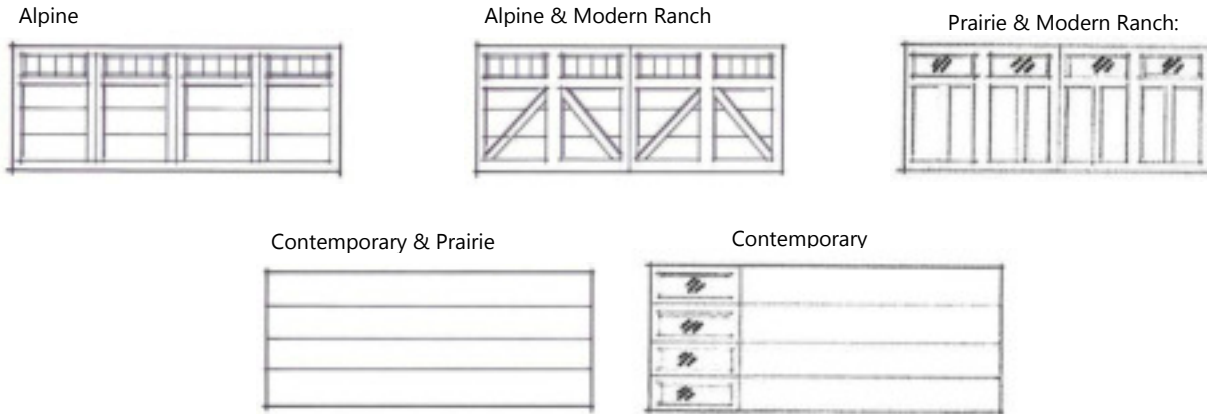 Alpine
Alpine & Modern Ranch
Prairie & Modern Ranch:
Contemporary & Prairie
Contemporary